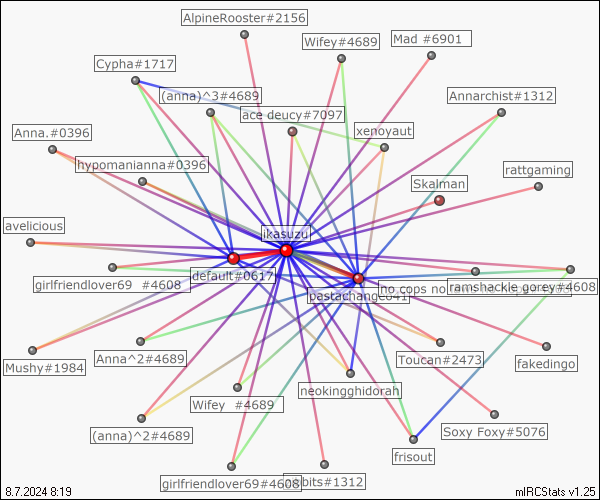 AlpineRooster#2156
Mad #6901
Wifey#4689
Cypha#1717
(anna)^3#4689
Annarchist#1312
ace deucy#7097
Anna.#0396
xenoyaut
hypomanianna#0396
rattgaming
Skalman
avelicious
ikasuzu
default#0617
girlfriendlover69 #4608
no cops no
ramshackle gorey#4608
pastachange041
Mushy#1984
Anna^2#4689
Toucan#2473
fakedingo
neokingghidorah
Wifey #4689
(anna)^2#4689
Soxy Foxy#5076
frisout
girlfriendlover69#4608
bits#1312
8.7.2024 8:19
mIRCStats v1.25